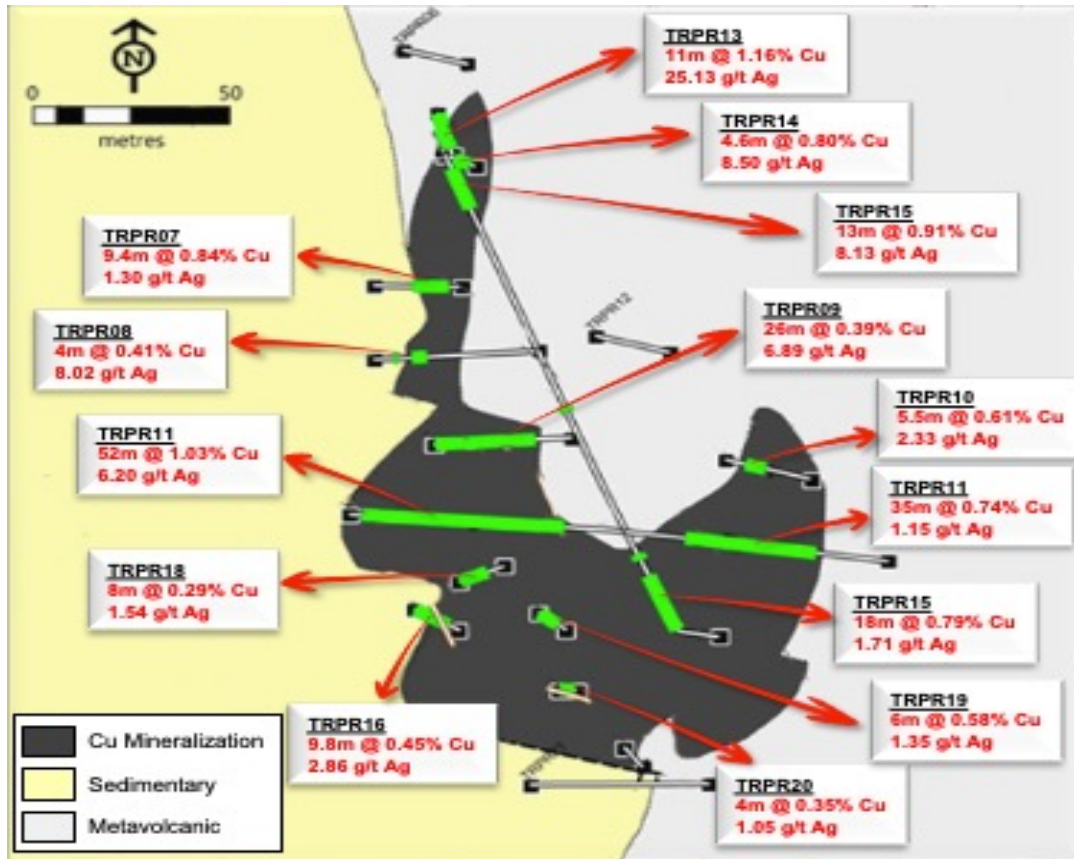 TRPR06
N
0
50
metres
TRPR13
11m @ 1.16% Cu
25.13 g/t Ag
TRPR14
4.6m @ 0.80% Cu
8.50 g/t Ag
TRPR15
13m @ 0.91% Cu
8.13 g/t Ag
TRPR07
9.4m @ 0.84% Cu
1.30 g/t Ag
TRPR08
4m @ 0.41% Cu
8.02 g/t Ag
TRPR12
TRPR09
26m @ 0.39% Cu
6.89 g/t Ag
TRPR10
5.5m @ 0.61% Cu
2.33 g/t Ag
TRPR11
52m @ 1.03% Cu
6.20 g/t Ag
TRPR11
35m @ 0.74% Cu
1.15 g/t Ag
TRPR18
8m @ 0.29% Cu
1.54 g/t Ag
TRPR15
18m @ 0.79% Cu
1.71 g/t Ag
TRPR16
9.8m @ 0.45% Cu
2.86 g/t Ag
TRPR19
6m @ 0.58% Cu
1.35 g/t Ag
TRPR20
4m @ 0.35% Cu
1.05 g/t Ag
Cu Mineralization
Sedimentary
Metavolcanic